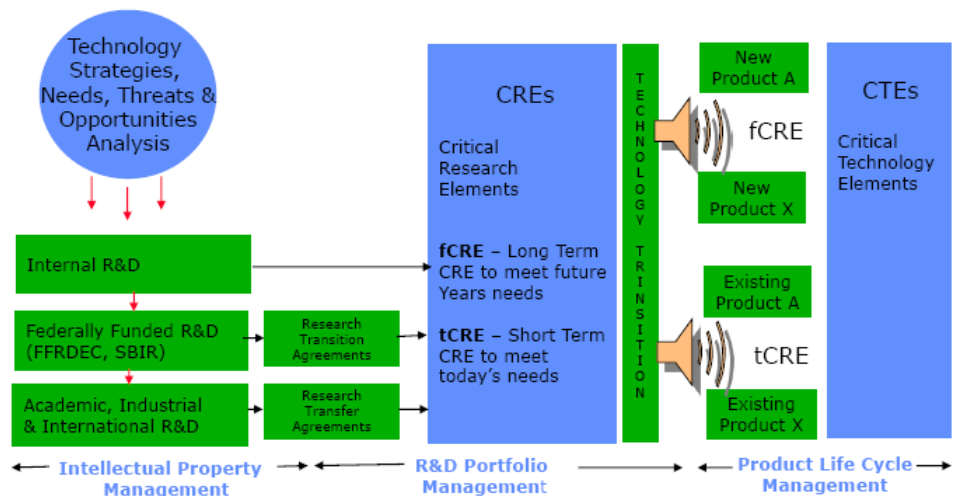 Technology
Strategies,
Needs, Threats &
Opportunities
Analysis
Internal R&D
Federally Funded R&D
(FFRDEC, SBIR)
Academic, Industrial
& International R&D
Research
Transition
Agreements
Research
Transfer
Agreements
CREs
Critical
Research
Elements
fCRE – Long Term
CRE to meet future
Years needs
tCRE – Short Term
CRE to meet
today's needs
TECHNOLOGY TRINSITION
New
Product A
fCRE
New
Product X
Existing
Product A
tCRE
Existing
Product X
CTEs
Critical
Technology
Elements
Intellectual Property
Management
R&D Portfolio
Management
Product Life Cycle
Management